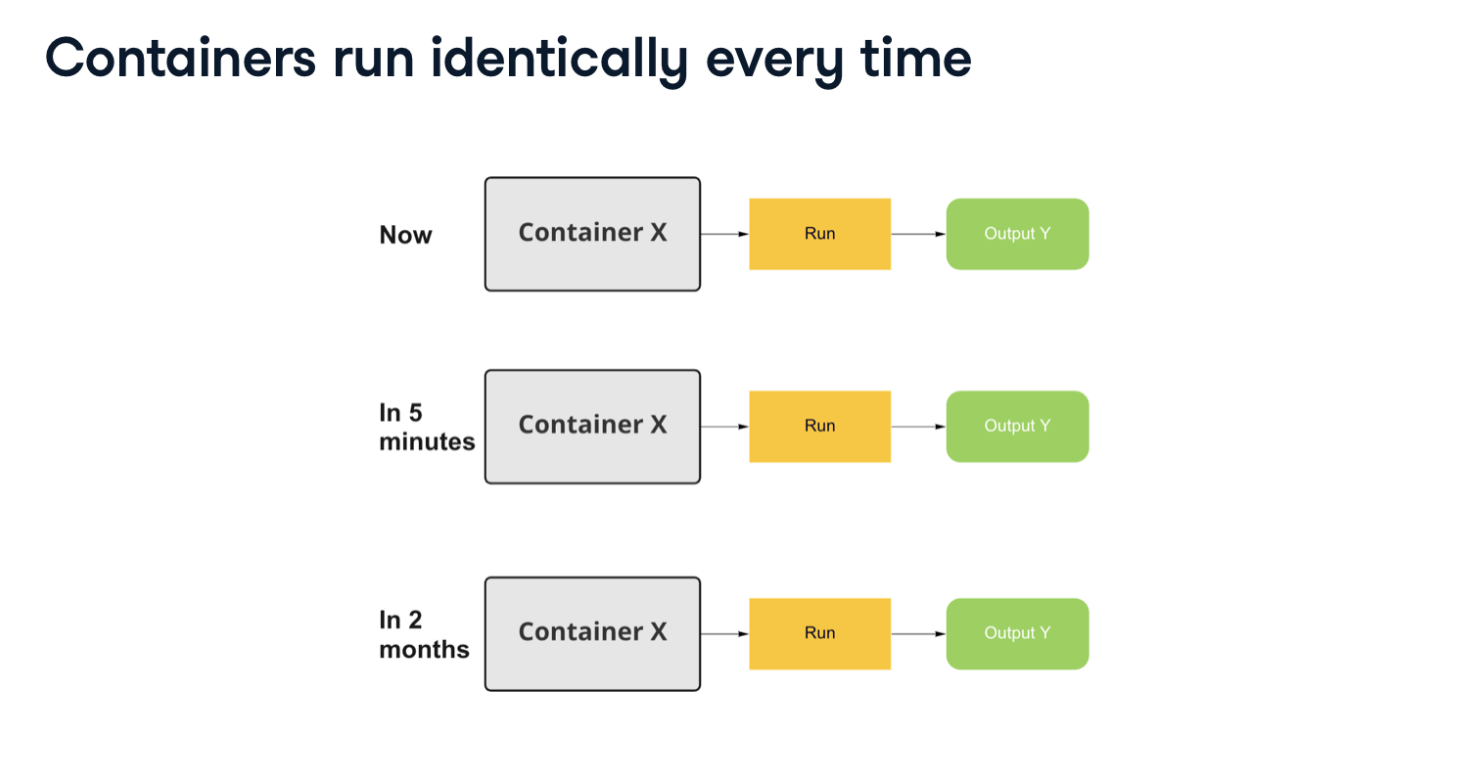 Containers run identically every time
Now
Container X
Run
Output Y
In 5
minutes
Container X
Run
Output Y
In 2
months
Container X
Run
Output Y